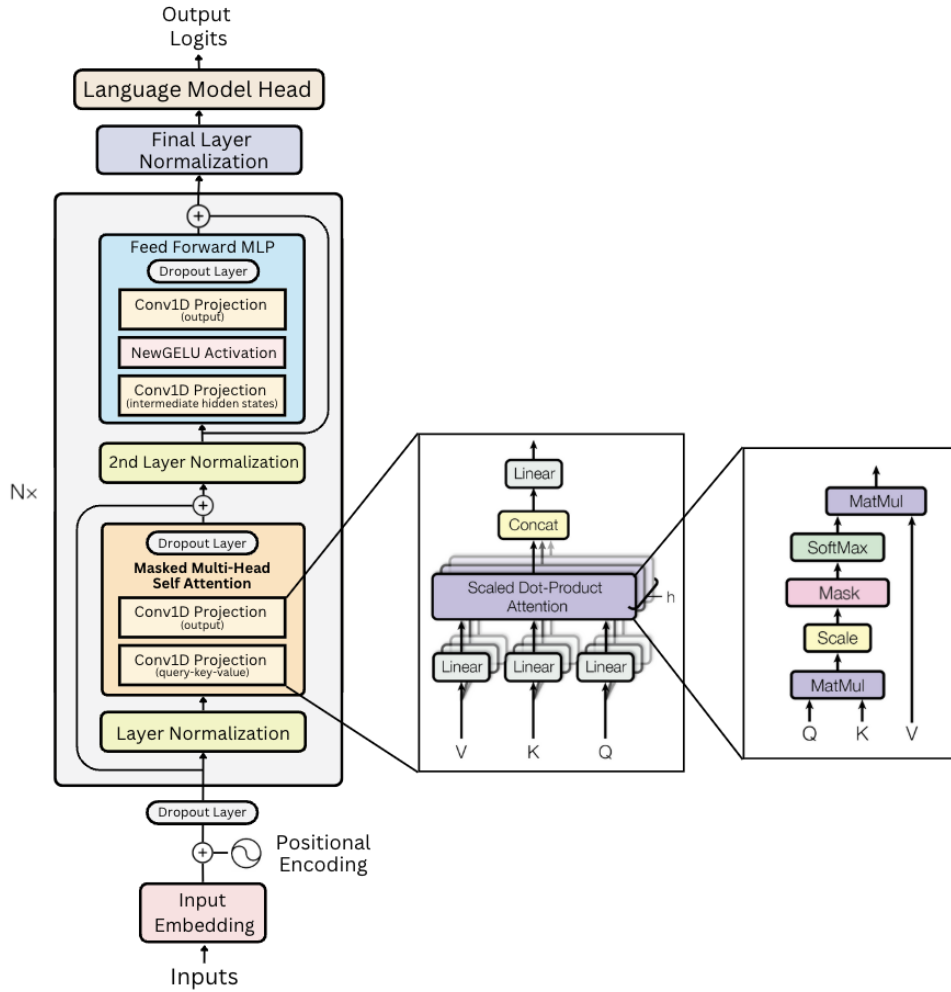 Output
Logits
Language Model Head
Final Layer
Normalization
Feed Forward MLP
Dropout Layer
Conv1D Projection
(output)
NewGELU Activation
Conv1D Projection
(intermediate hidden states)
2nd Layer Normalization
N×
Dropout Layer
Masked Multi-Head
Self Attention
Conv1D Projection
(output)
Conv1D Projection
(query-key-value)
Layer Normalization
Dropout Layer
Positional
Encoding
Input
Embedding
Inputs
Linear
Concat
Scaled Dot-Product
Attention
h
Linear Linear Linear
V K Q
MatMul
SoftMax
Mask
Scale
MatMul
Q K V